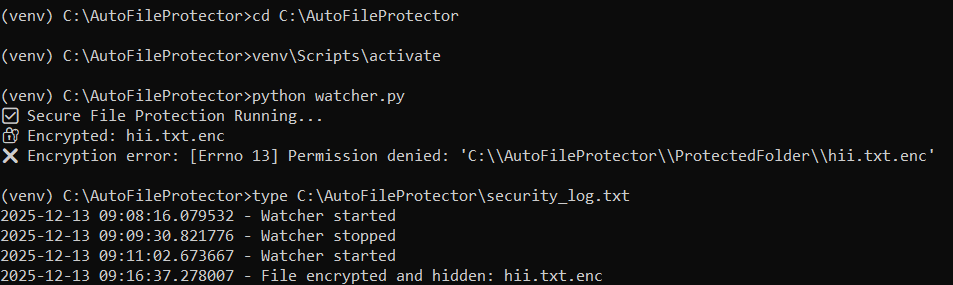 (venv) C:\AutoFileProtector>cd C:\AutoFileProtector
(venv) C:\AutoFileProtector>venv\Scripts\activate
(venv) C:\AutoFileProtector>python watcher.py
☑ Secure File Protection Running...
🔐 Encrypted: hii.txt.enc
❌ Encryption error: [Errno 13] Permission denied: 'C:\\AutoFileProtector\\ProtectedFolder\\hii.txt.enc'
(venv) C:\AutoFileProtector>type C:\AutoFileProtector\security_log.txt
2025-12-13 09:08:16.079532 - Watcher started
2025-12-13 09:09:30.821776 - Watcher stopped
2025-12-13 09:11:02.673667 - Watcher started
2025-12-13 09:16:37.278007 - File encrypted and hidden: hii.txt.enc